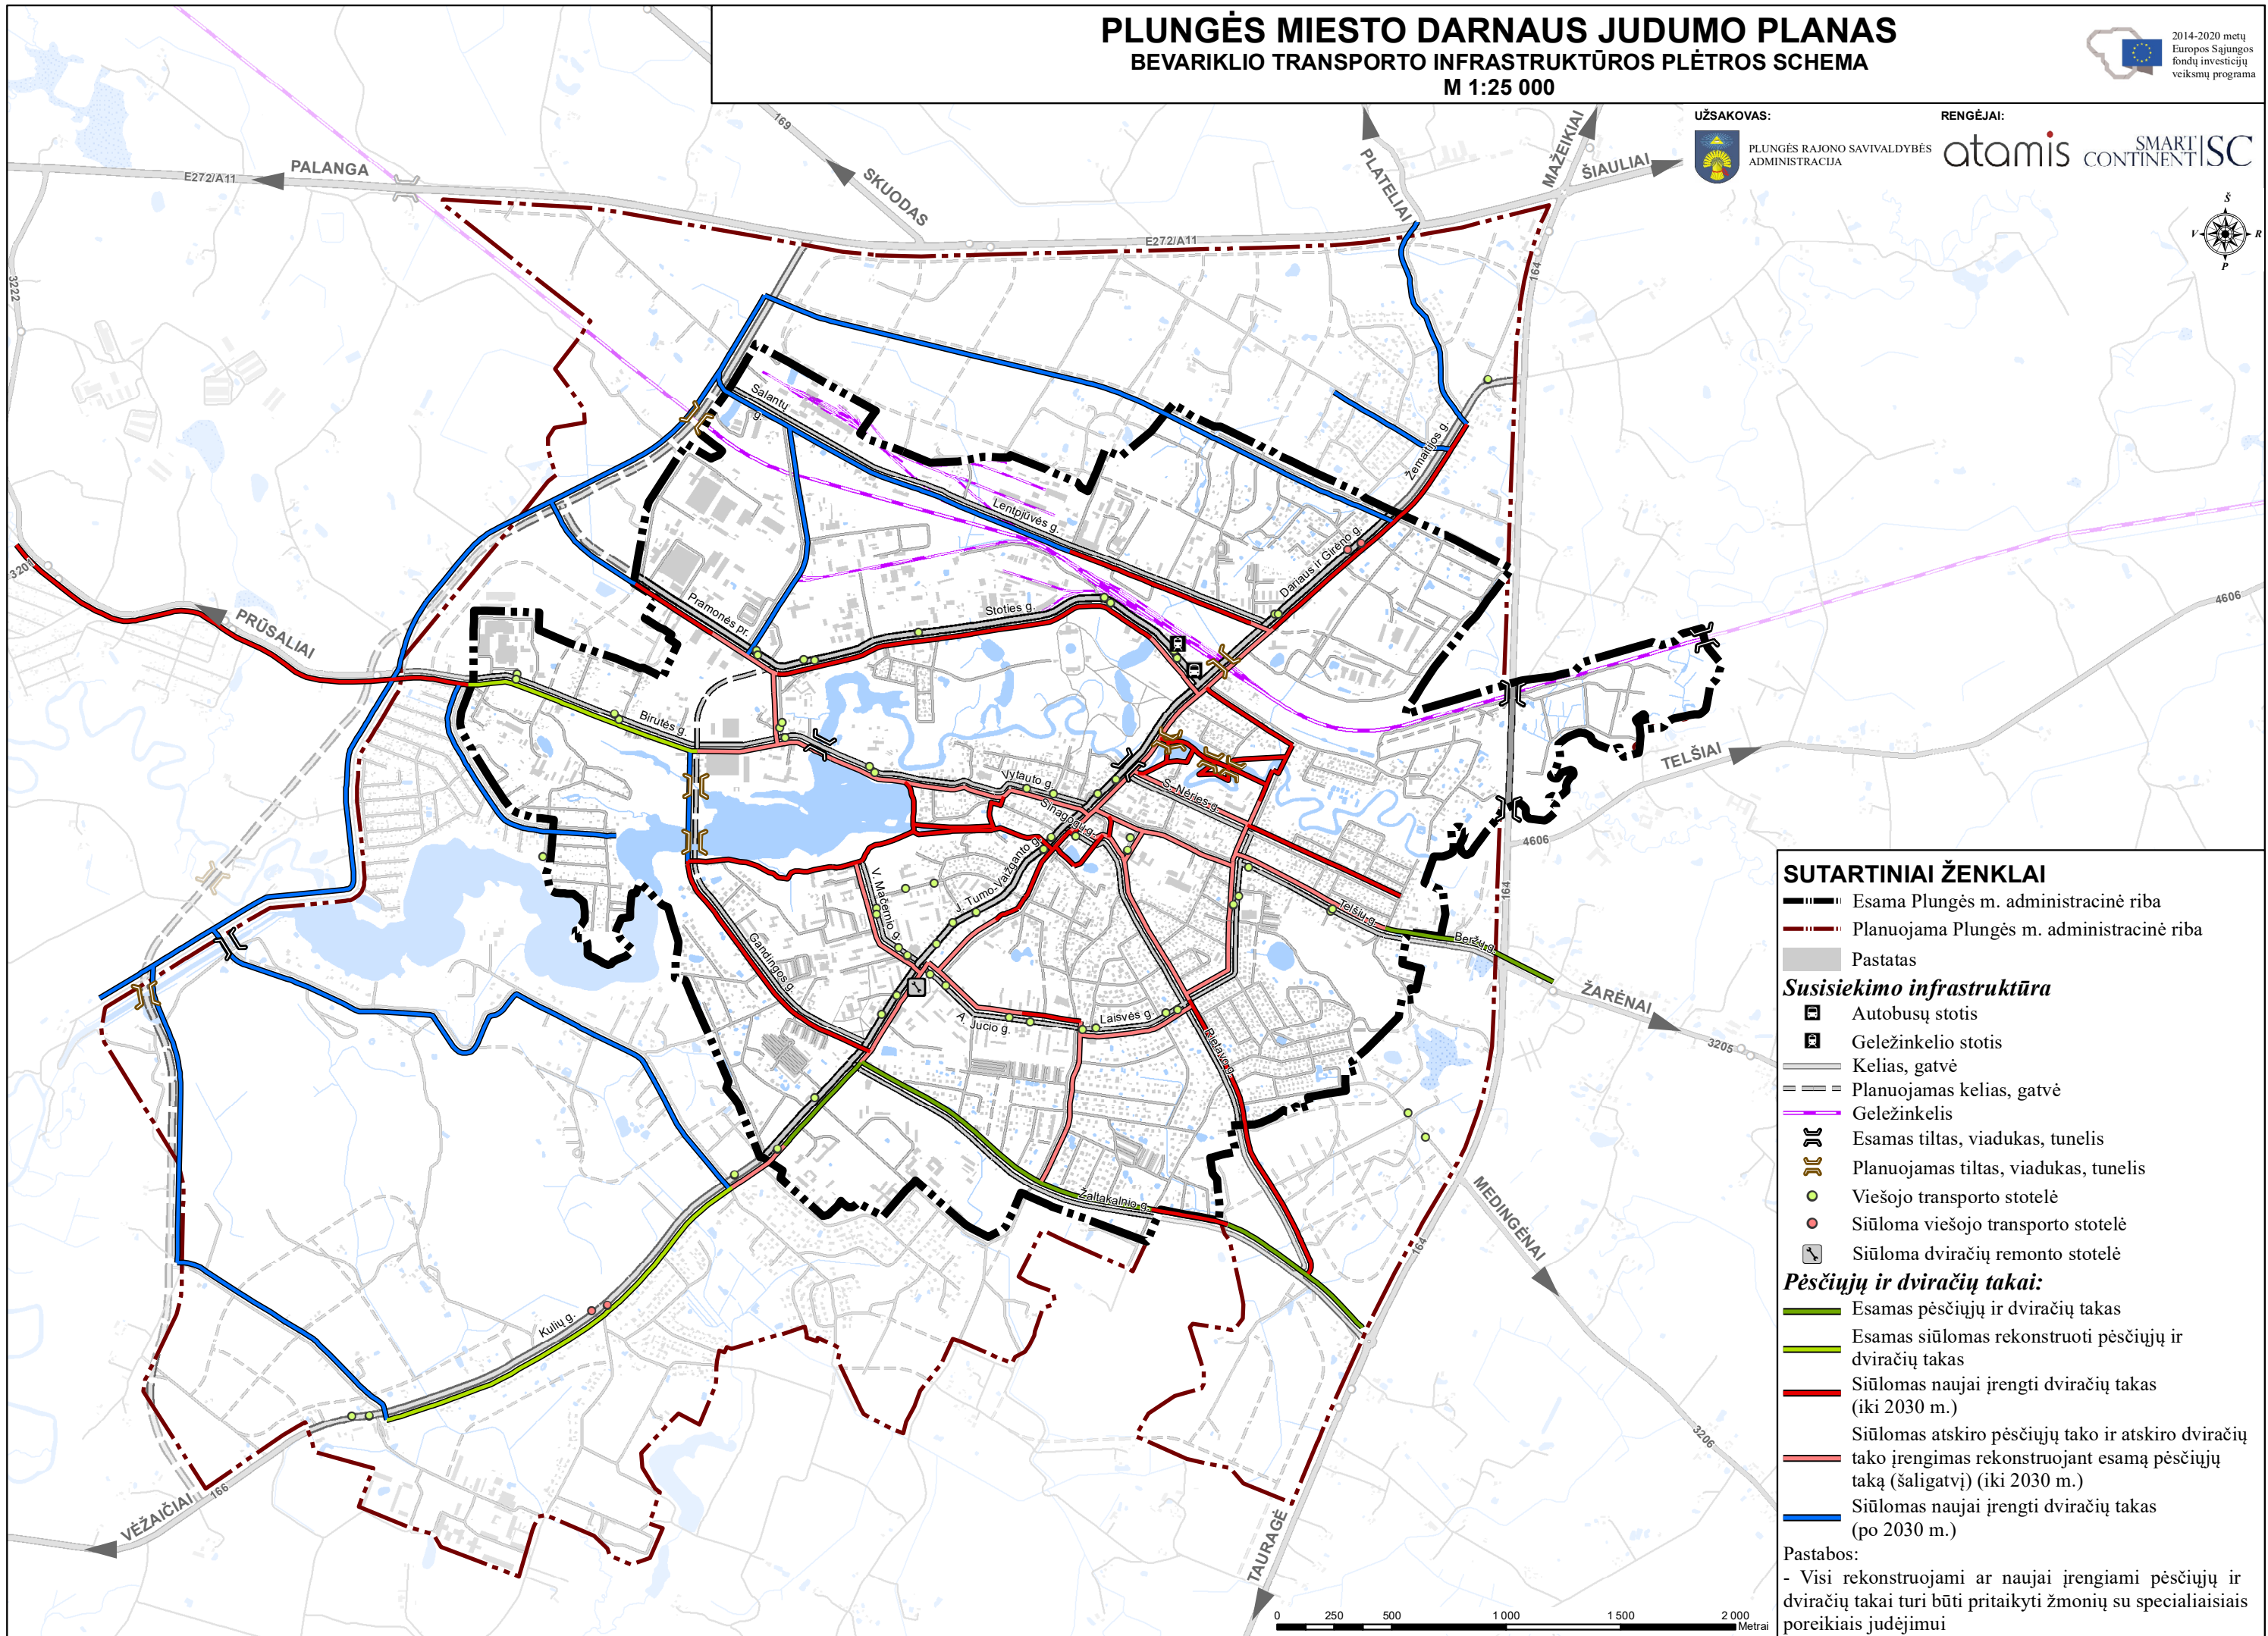 PLUNGĖS MIESTO DARNAUS JUDUMO PLANAS
BEVARIKLIO TRANSPORTO INFRASTRUKTŪROS PLĖTROS SCHEMA
M 1:25 000
2014-2020 metų
Europos Sąjungos
fondų investicijų
veiksmų programa
UŽSAKOVAS:
PLUNGĖS RAJONO SAVIVALDYBĖS
ADMINISTRACIJA
RENGĖJAI:
atamis
SMART
CONTINENT
SC
Š
V
R
P
169
PALANGA
E272/A11
SKUODAS
PLATELIAI
MAŽEIKIAI
ŠIAULIAI
E272/A11
164
3222
Salantų
g.
Žemaitijos g.
Lentpjūvės g.
Dariaus ir Girėno g.
PRŪSALIAI
Pramonės pr.
Stoties g.
4606
Birutės g.
TELŠIAI
Vytauto g.
S. Nėries g.
Sinagogų g.
4606
J. Tumo-Vaižganto g.
V. Mačernio g.
164
Telšių g.
Beržų g.
Gandingos g.
ŽARĖNAI
A. Jucio g.
Laisvės g.
Rietavo g.
3205
Žaltakalnio g.
MEDINGĖNAI
164
Kulių g.
3206
VĖŽAIČIAI
166
TAURAGĖ
0
250
500
1 000
1 500
2 000
Metrai
SUTARTINIAI ŽENKLAI
Esama Plungės m. administracinė riba
Planuojama Plungės m. administracinė riba
Pastatas
Susisiekimo infrastruktūra
Autobusų stotis
Geležinkelio stotis
Kelias, gatvė
Planuojamas kelias, gatvė
Geležinkelis
Esamas tiltas, viadukas, tunelis
Planuojamas tiltas, viadukas, tunelis
Viešojo transporto stotelė
Siūloma viešojo transporto stotelė
Siūloma dviračių remonto stotelė
Pėsčiųjų ir dviračių takai:
Esamas pėsčiųjų ir dviračių takas
Esamas siūlomas rekonstruoti pėsčiųjų ir
dviračių takas
Siūlomas naujai įrengti dviračių takas
(iki 2030 m.)
Siūlomas atskiro pėsčiųjų tako ir atskiro dviračių
tako įrengimas rekonstruojant esamą pėsčiųjų
taką (šaligatvį) (iki 2030 m.)
Siūlomas naujai įrengti dviračių takas
(po 2030 m.)
Pastabos:
- Visi rekonstruojami ar naujai įrengiami pėsčiųjų ir
dviračių takai turi būti pritaikyti žmonių su specialiaisiais
poreikiais judėjimui